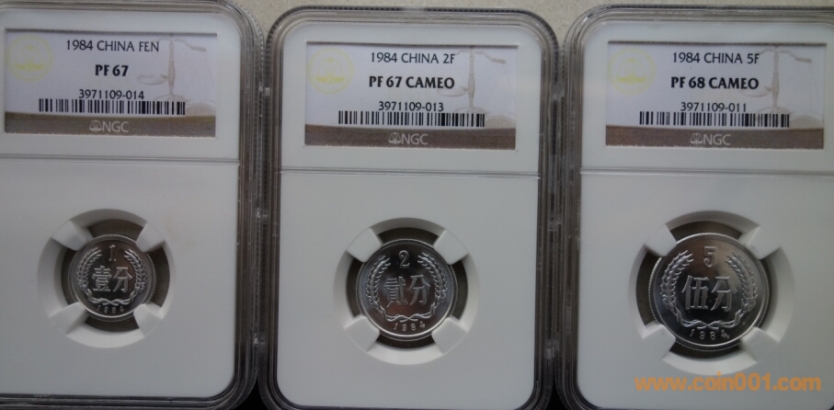 1984 CHINA FEN
PF 67
3971109-014
NGC
1
壹分
1984
1984 CHINA 2F
PF 67 CAMEO
3971109-013
NGC
2
貳分
1984
1984 CHINA 5F
PF 68 CAMEO
3971109-011
NGC
5
伍分
1984
www.coin001.com